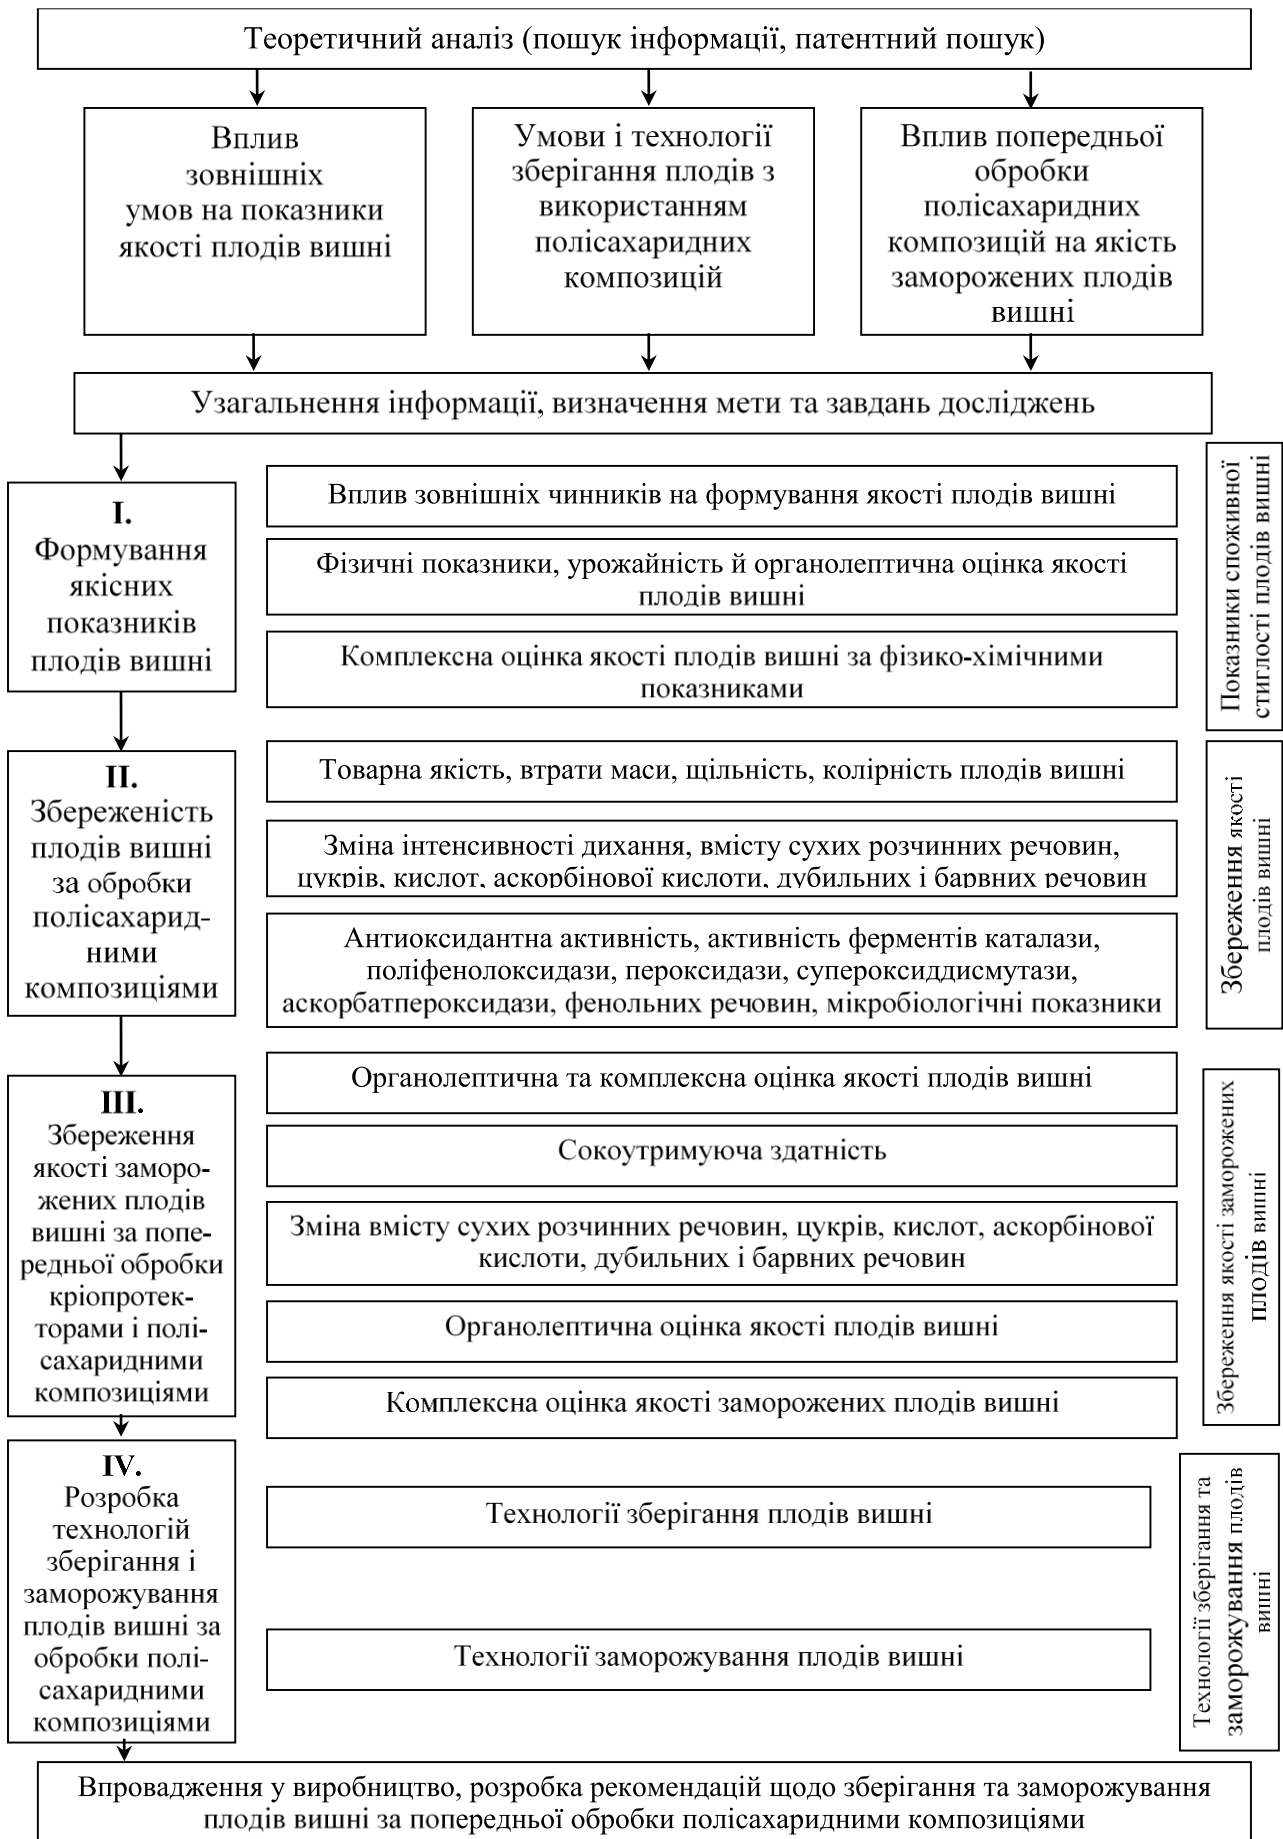 Теоретичний аналіз (пошук інформації, патентний пошук)
Вплив
зовнішніх
умов на показники
якості плодів вишні
Умови і технології
зберігання плодів з
використанням
полісахаридних
композицій
Вплив попередньої
обробки
полісахаридних
композицій на якість
заморожених плодів
вишні
Узагальнення інформації, визначення мети та завдань досліджень
I.
Формування
якісних
показників
плодів вишні
Вплив зовнішніх чинників на формування якості плодів вишні
Фізичні показники, урожайність й органолептична оцінка якості
плодів вишні
Комплексна оцінка якості плодів вишні за фізико-хімічними
показниками
Показники споживної
стиглості плодів вишні
II.
Збереженість
плодів вишні
за обробки
полісахарид-
ними
композиціями
Товарна якість, втрати маси, щільність, колірність плодів вишні
Зміна інтенсивності дихання, вмісту сухих розчинних речовин,
цукрів, кислот, аскорбінової кислоти, дубильних і барвних речовин
Антиоксидантна активність, активність ферментів каталази,
поліфенолоксидази, пероксидази, супероксиддисмутази,
аскорбатпероксидази, фенольних речовин, мікробіологічні показники
Збереження якості
плодів вишні
III.
Збереження
якості заморо-
жених плодів
вишні за попе-
редньої обробки
кріопротек-
торами і полі-
сахаридними
композиціями
Органолептична та комплексна оцінка якості плодів вишні
Сокоутримуюча здатність
Зміна вмісту сухих розчинних речовин, цукрів, кислот, аскорбінової
кислоти, дубильних і барвних речовин
Органолептична оцінка якості плодів вишні
Комплексна оцінка якості заморожених плодів вишні
Збереження якості заморожених
плодів вишні
IV.
Розробка
технологій
зберігання і
заморожування
плодів вишні за
обробки полі-
сахаридними
композиціями
Технології зберігання плодів вишні
Технології заморожування плодів вишні
Технології зберігання та
заморожування плодів
вишні
Впровадження у виробництво, розробка рекомендацій щодо зберігання та заморожування
плодів вишні за попередньої обробки полісахаридними композиціями